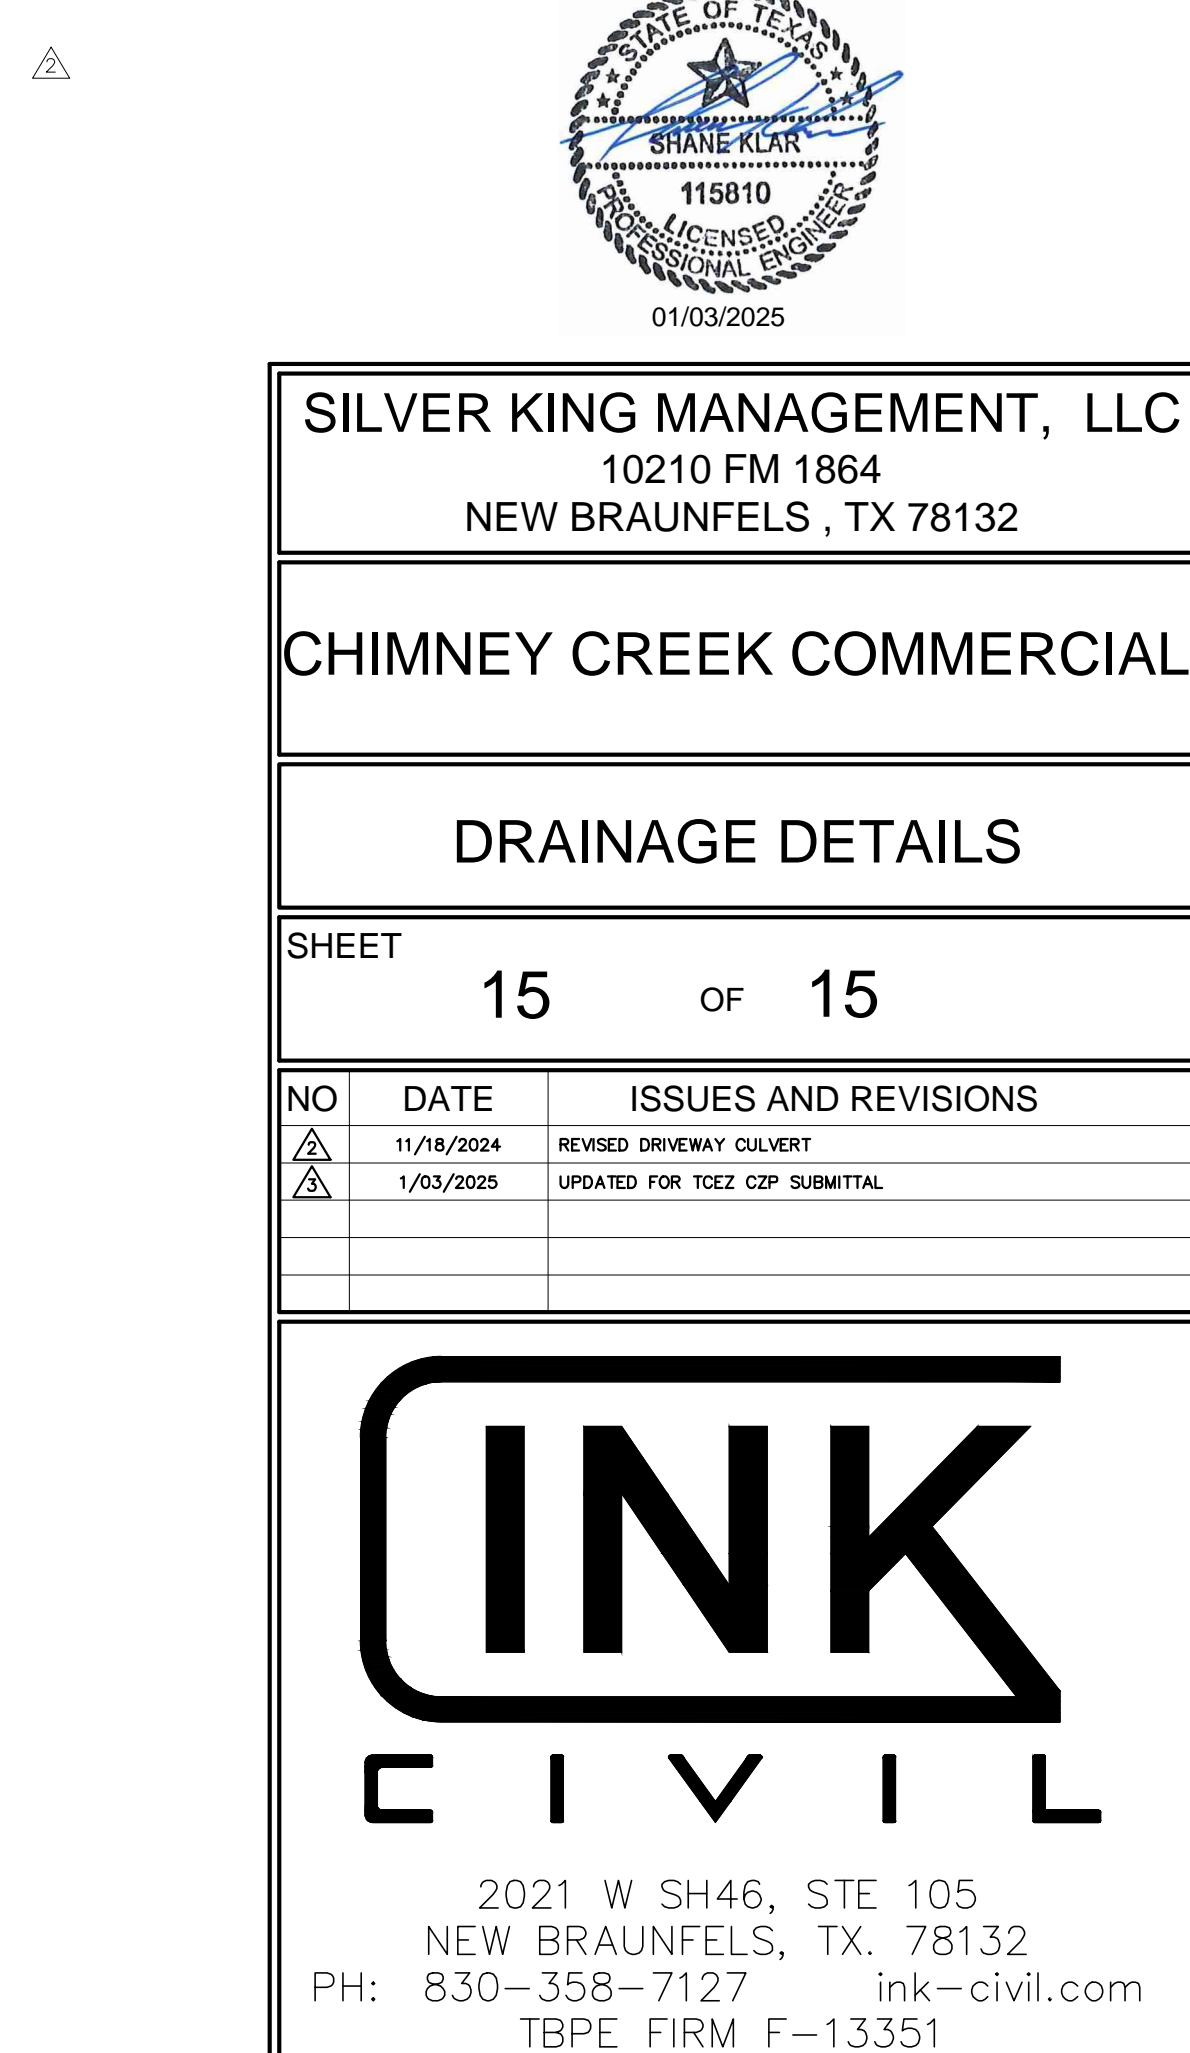 2
STATE OF TEXAS
SHANE KLAR
115810
LICENSED
PROFESSIONAL ENGINEER
01/03/2025
SILVER KING MANAGEMENT, LLC
10210 FM 1864
NEW BRAUNFELS , TX 78132
CHIMNEY CREEK COMMERCIAL
DRAINAGE DETAILS
SHEET
15 OF 15
NO DATE ISSUES AND REVISIONS
2 11/18/2024 REVISED DRIVEWAY CULVERT
3 1/03/2025 UPDATED FOR TCEZ CZP SUBMITTAL
INK
CIVIL
2021 W SH46, STE 105
NEW BRAUNFELS, TX. 78132
PH: 830-358-7127 ink-civil.com
TBPE FIRM F-13351